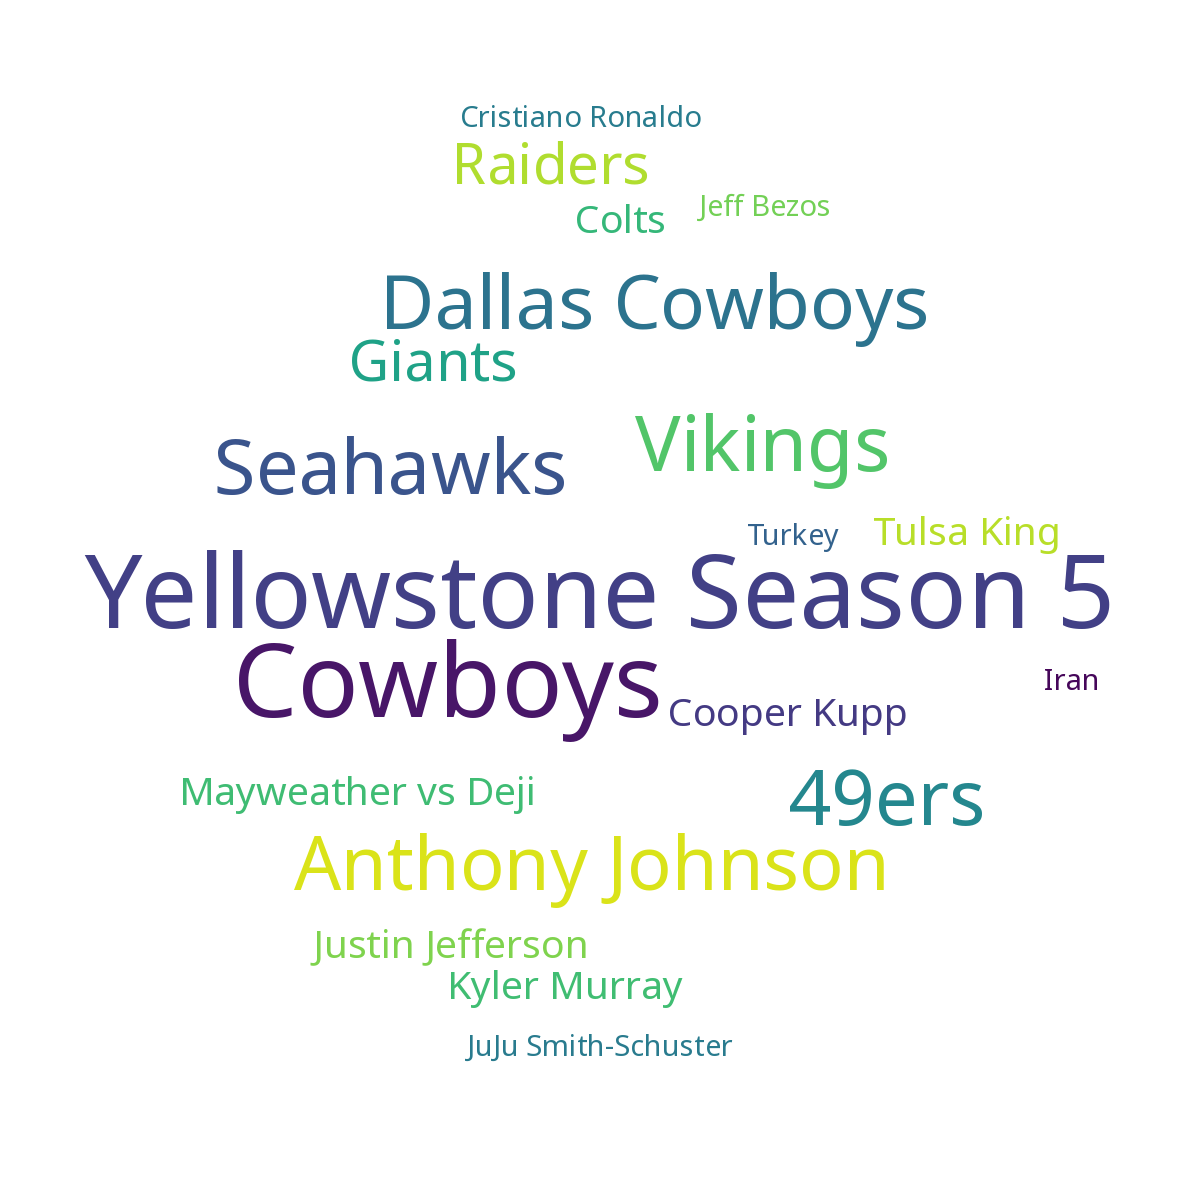 Cristiano Ronaldo
Raiders
Jeff Bezos
Colts
Dallas Cowboys
Giants
Vikings
Seahawks
Turkey
Tulsa King
Yellowstone Season 5
Cowboys
Iran
Cooper Kupp
Mayweather vs Deji
49ers
Anthony Johnson
Justin Jefferson
Kyler Murray
JuJu Smith-Schuster